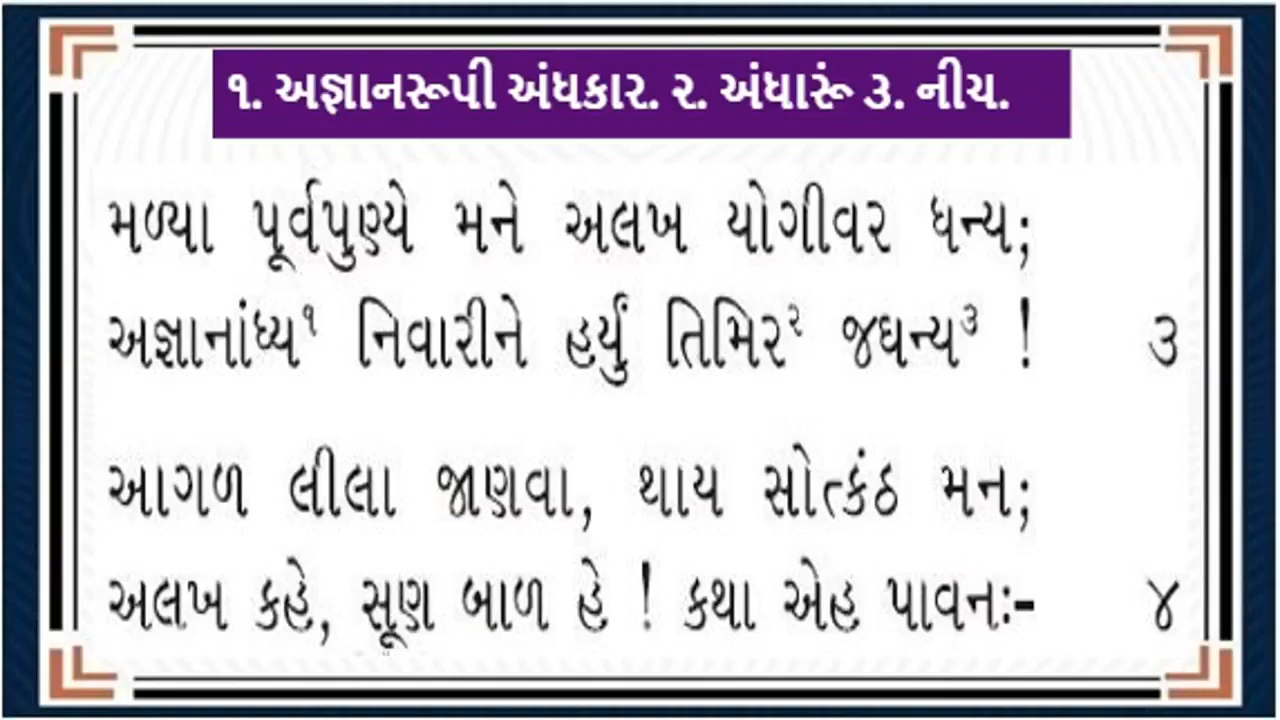 ૧. અજ્ઞાનરૂપી અંધકાર. ૨. અંધારું ૩. નીચ.
મળ્યા પૂર્વપુણ્યે મને અલખ યોગીવર ધન્ય;
અજ્ઞાનાંધ્ય૧ નિવારીને હર્યું તિમિર૨ જઘન્ય૩ ! ૩
આગળ લીલા જાણવા, થાય સોત્કંઠ મન;
અલખ કહે, સૂણ બાળ હે ! કથા એહ પાવનઃ- ૪